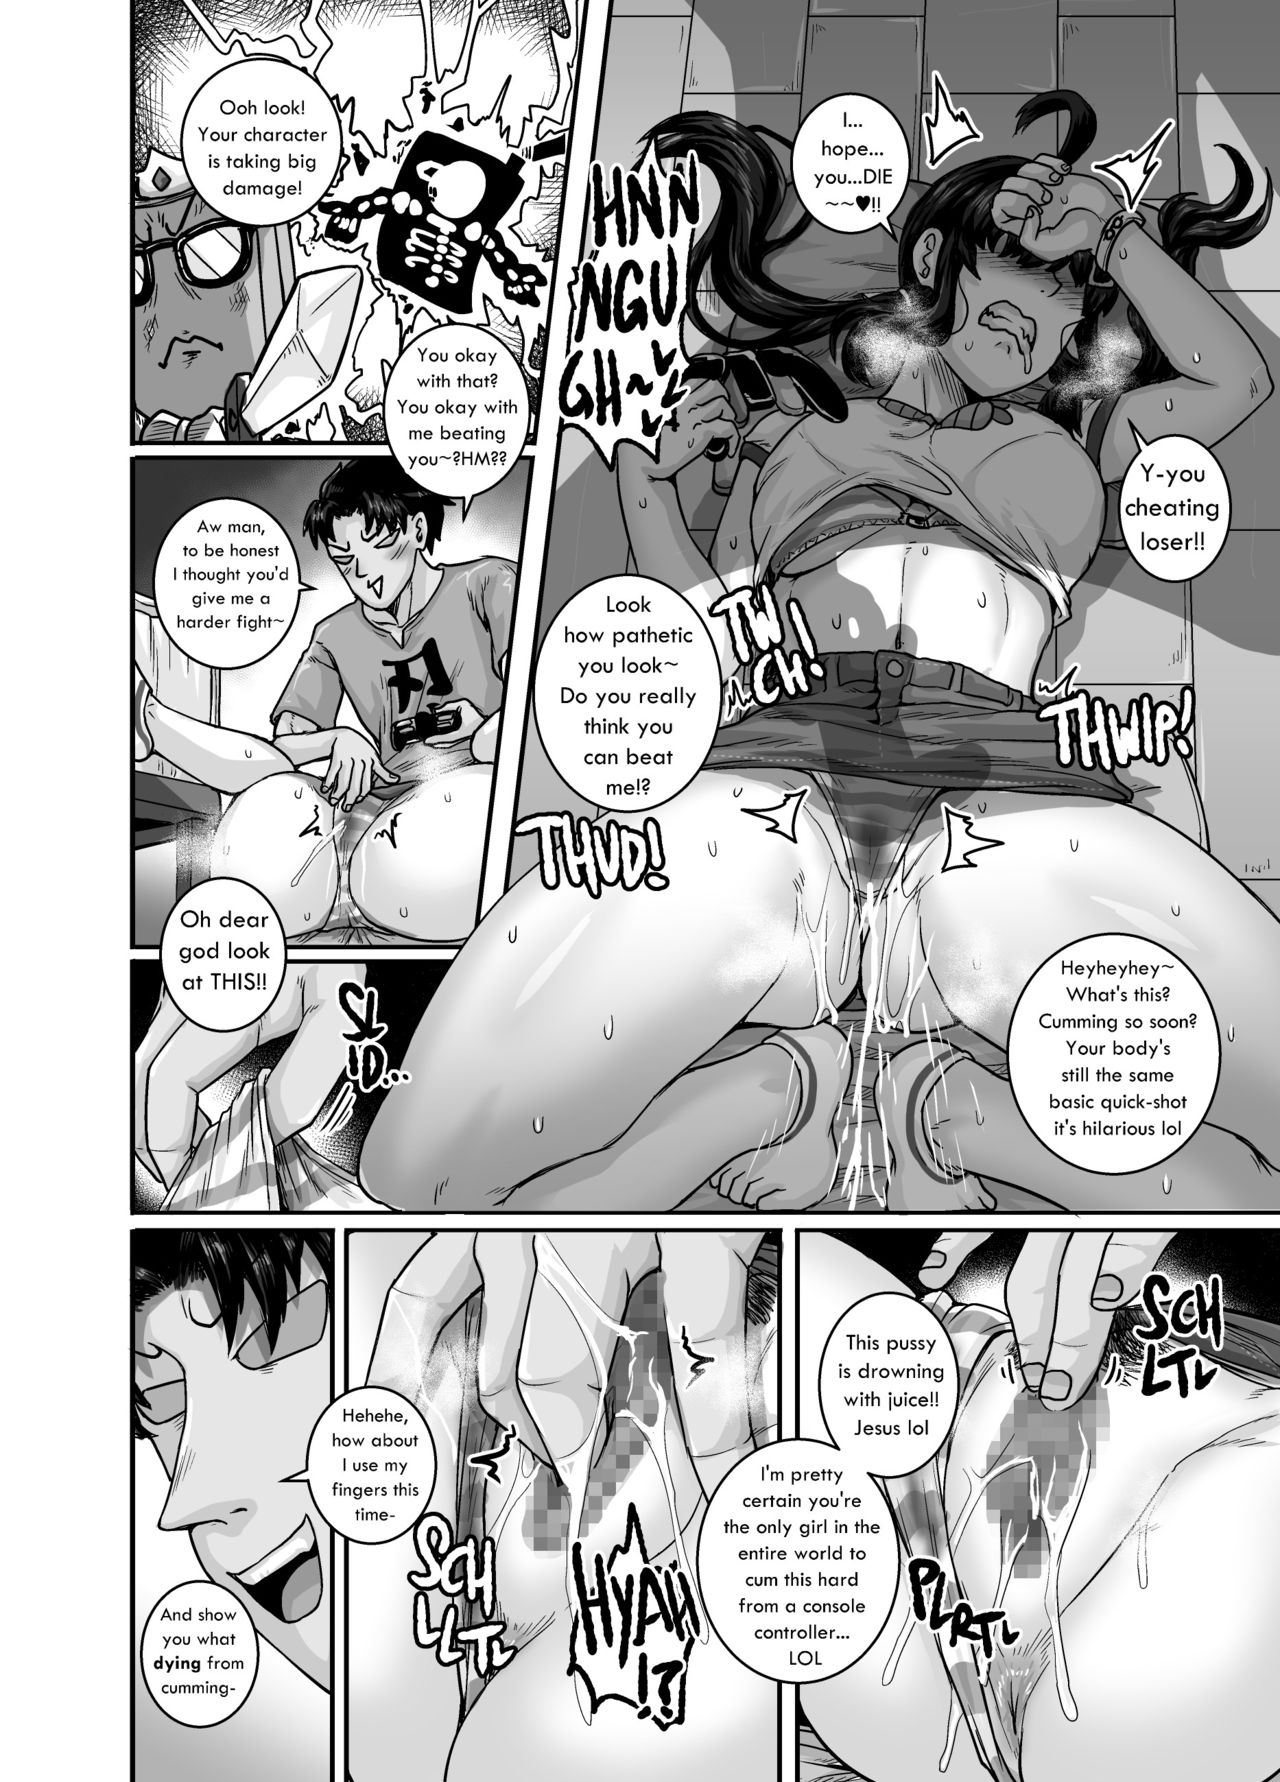 Ooh look!
Your character
is taking big
damage!
You okay
with that?
You okay with
me beating
you~?HM??
Aw man,
to be honest
I thought you'd
give me a
harder fight~
Oh dear
god look
at THIS!!
SL
ID...
I...
hope...
you...DIE
~~♥!!
HNN
NGU
GH~
Y-you
cheating
loser!!
Look
how pathetic
you look~
Do you really
think you
can beat
me!?
TW
CH!
THWIP!
THUD!
Heyheyhey~
What's this?
Cumming so soon?
Your body's
still the same
basic quick-shot
it's hilarious lol
Hehehe,
how about
I use my
fingers this
time-
And show
you what
dying from
cumming-
SCH
LLTL
HYAH
!?
This pussy
is drowning
with juice!!
Jesus lol
I'm pretty
certain you're
the only girl in the
entire world to
cum this hard
from a console
controller...
LOL
SCH
LTL
PLRTL